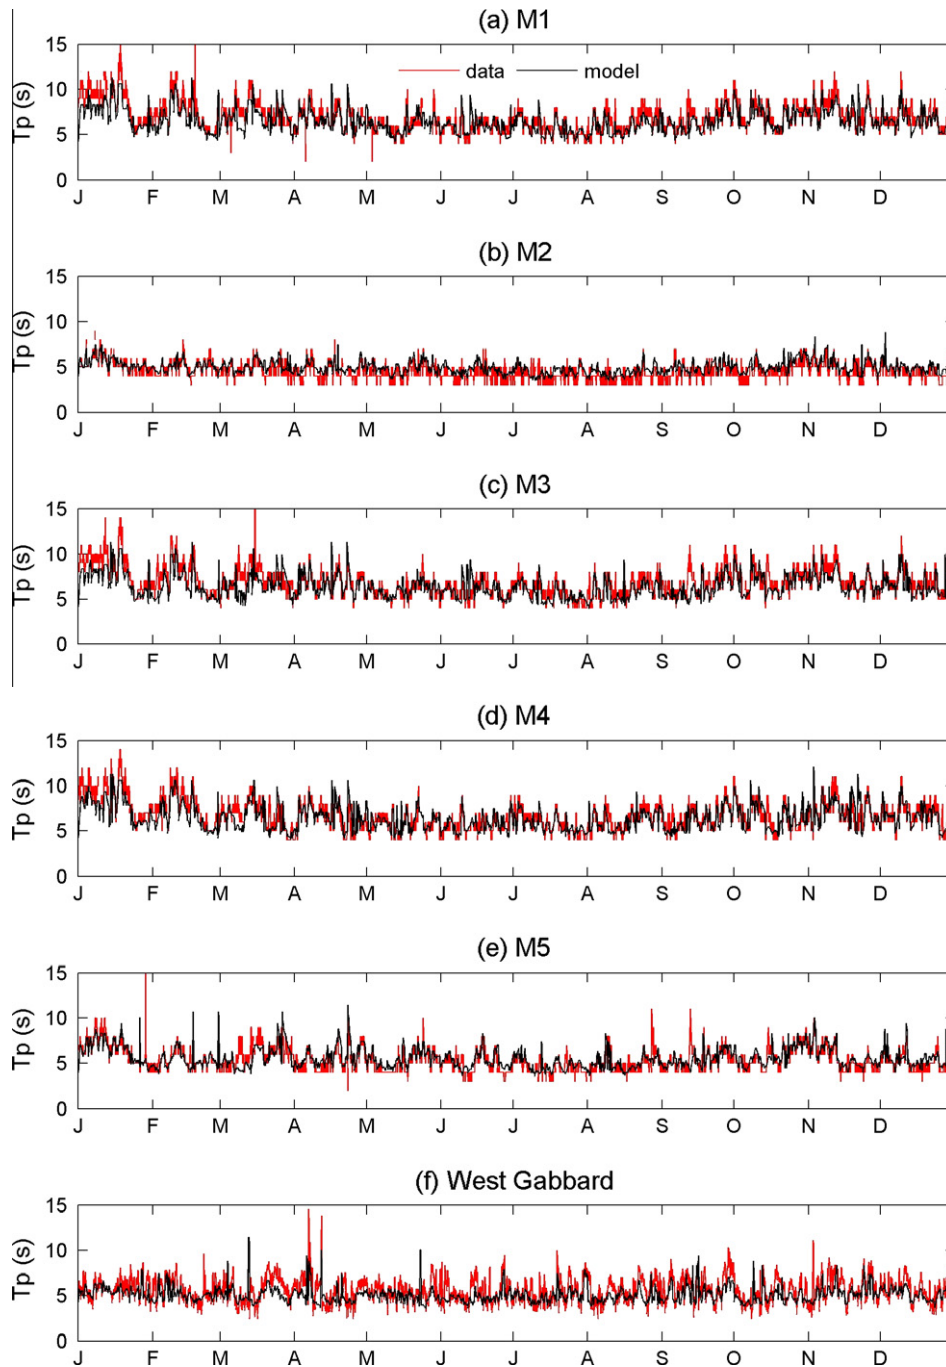 (a) M1
data model
Tp (s)
15
10
5
0
J F M A M J J A S O N D
(b) M2
Tp (s)
15
10
5
0
J F M A M J J A S O N D
(c) M3
Tp (s)
15
10
5
0
J F M A M J J A S O N D
(d) M4
Tp (s)
15
10
5
0
J F M A M J J A S O N D
(e) M5
Tp (s)
15
10
5
0
J F M A M J J A S O N D
(f) West Gabbard
Tp (s)
15
10
5
0
J F M A M J J A S O N D